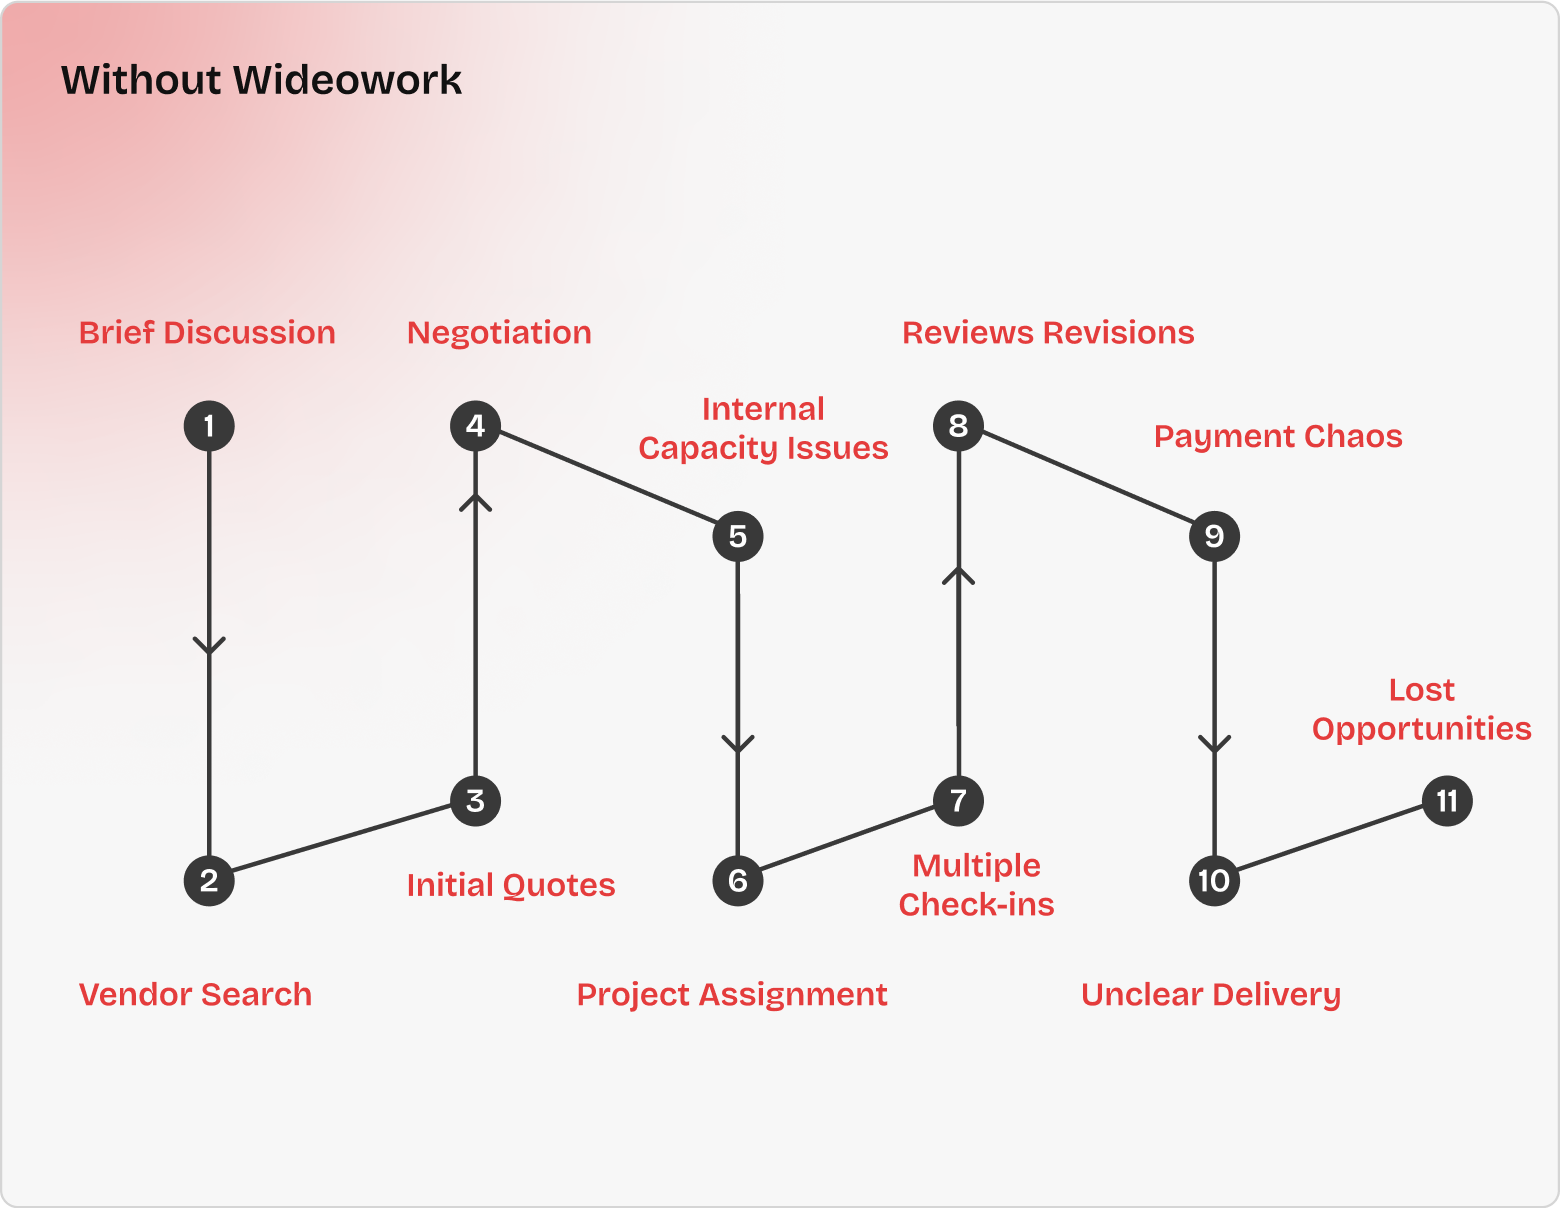 Without Wideowork
Brief Discussion
Negotiation
Reviews Revisions
Internal
Capacity Issues
Payment Chaos
1
4
8
5
9
Lost
Opportunities
3
7
11
2
6
10
Initial Quotes
Multiple
Check-ins
Vendor Search
Project Assignment
Unclear Delivery